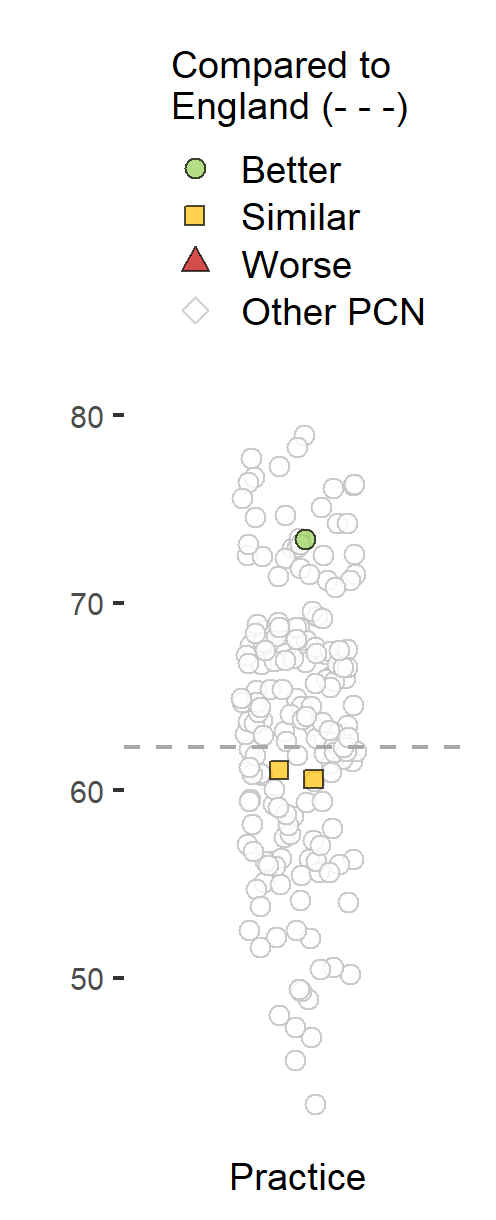 Compared to
England (- - -)
Better
Similar
Worse
Other PCN
80
70
60
50
Practice